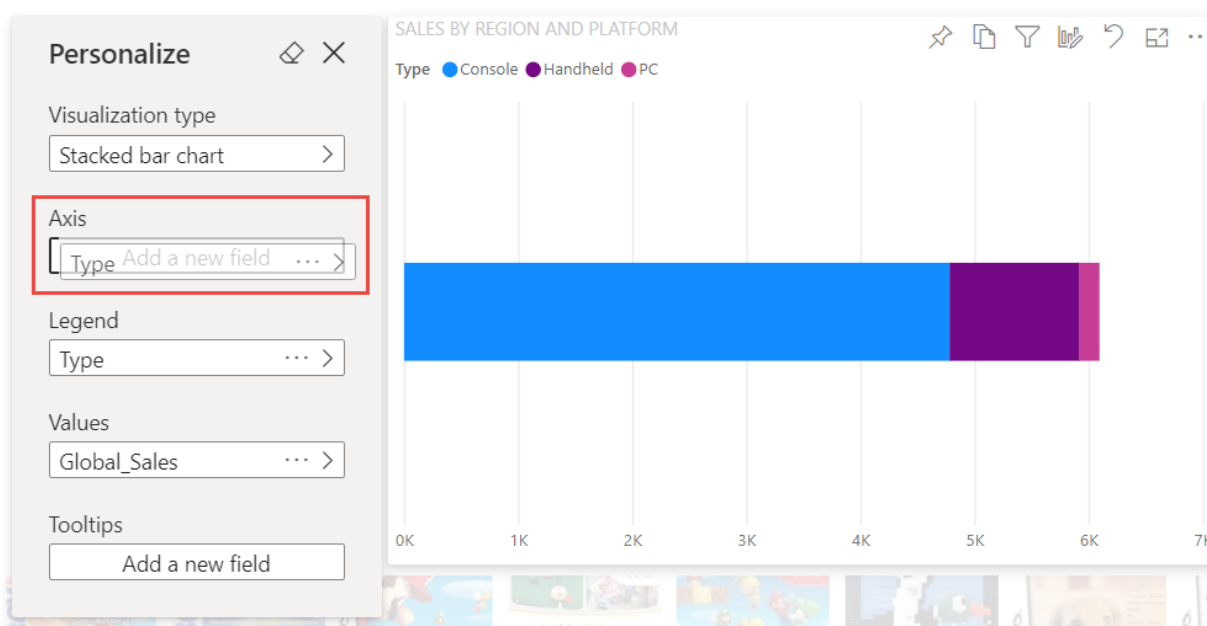 Personalize
Visualization type
Stacked bar chart
Axis
Type Add a new field
Legend
Type
Values
Global_Sales
Tooltips
Add a new field
SALES BY REGION AND PLATFORM
Type Console Handheld PC
0K 1K 2K 3K 4K 5K 6K